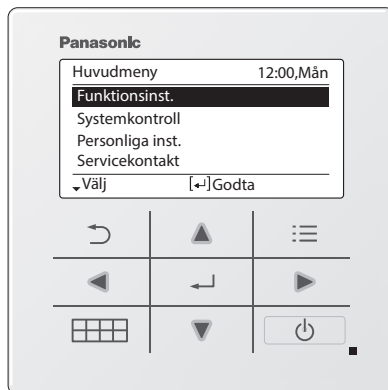 Panasonic
Huvudmeny 12:00,Mån
Funktionsinst.
Systemkontroll
Personliga inst.
Servicekontakt
Välj [↵]Godta